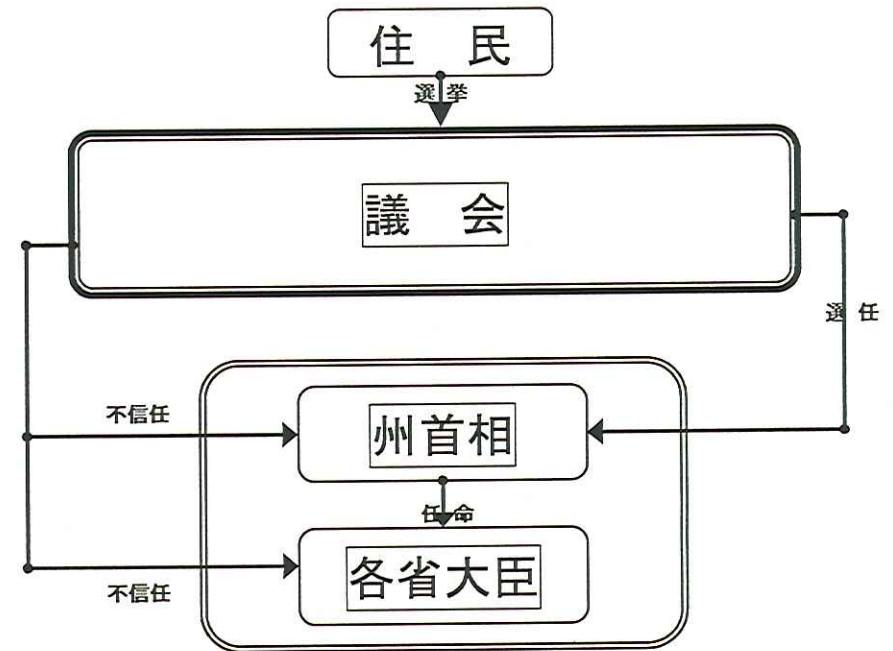 住　民
選挙
議　会
選任
不信任
州首相
任命
各省大臣
不信任